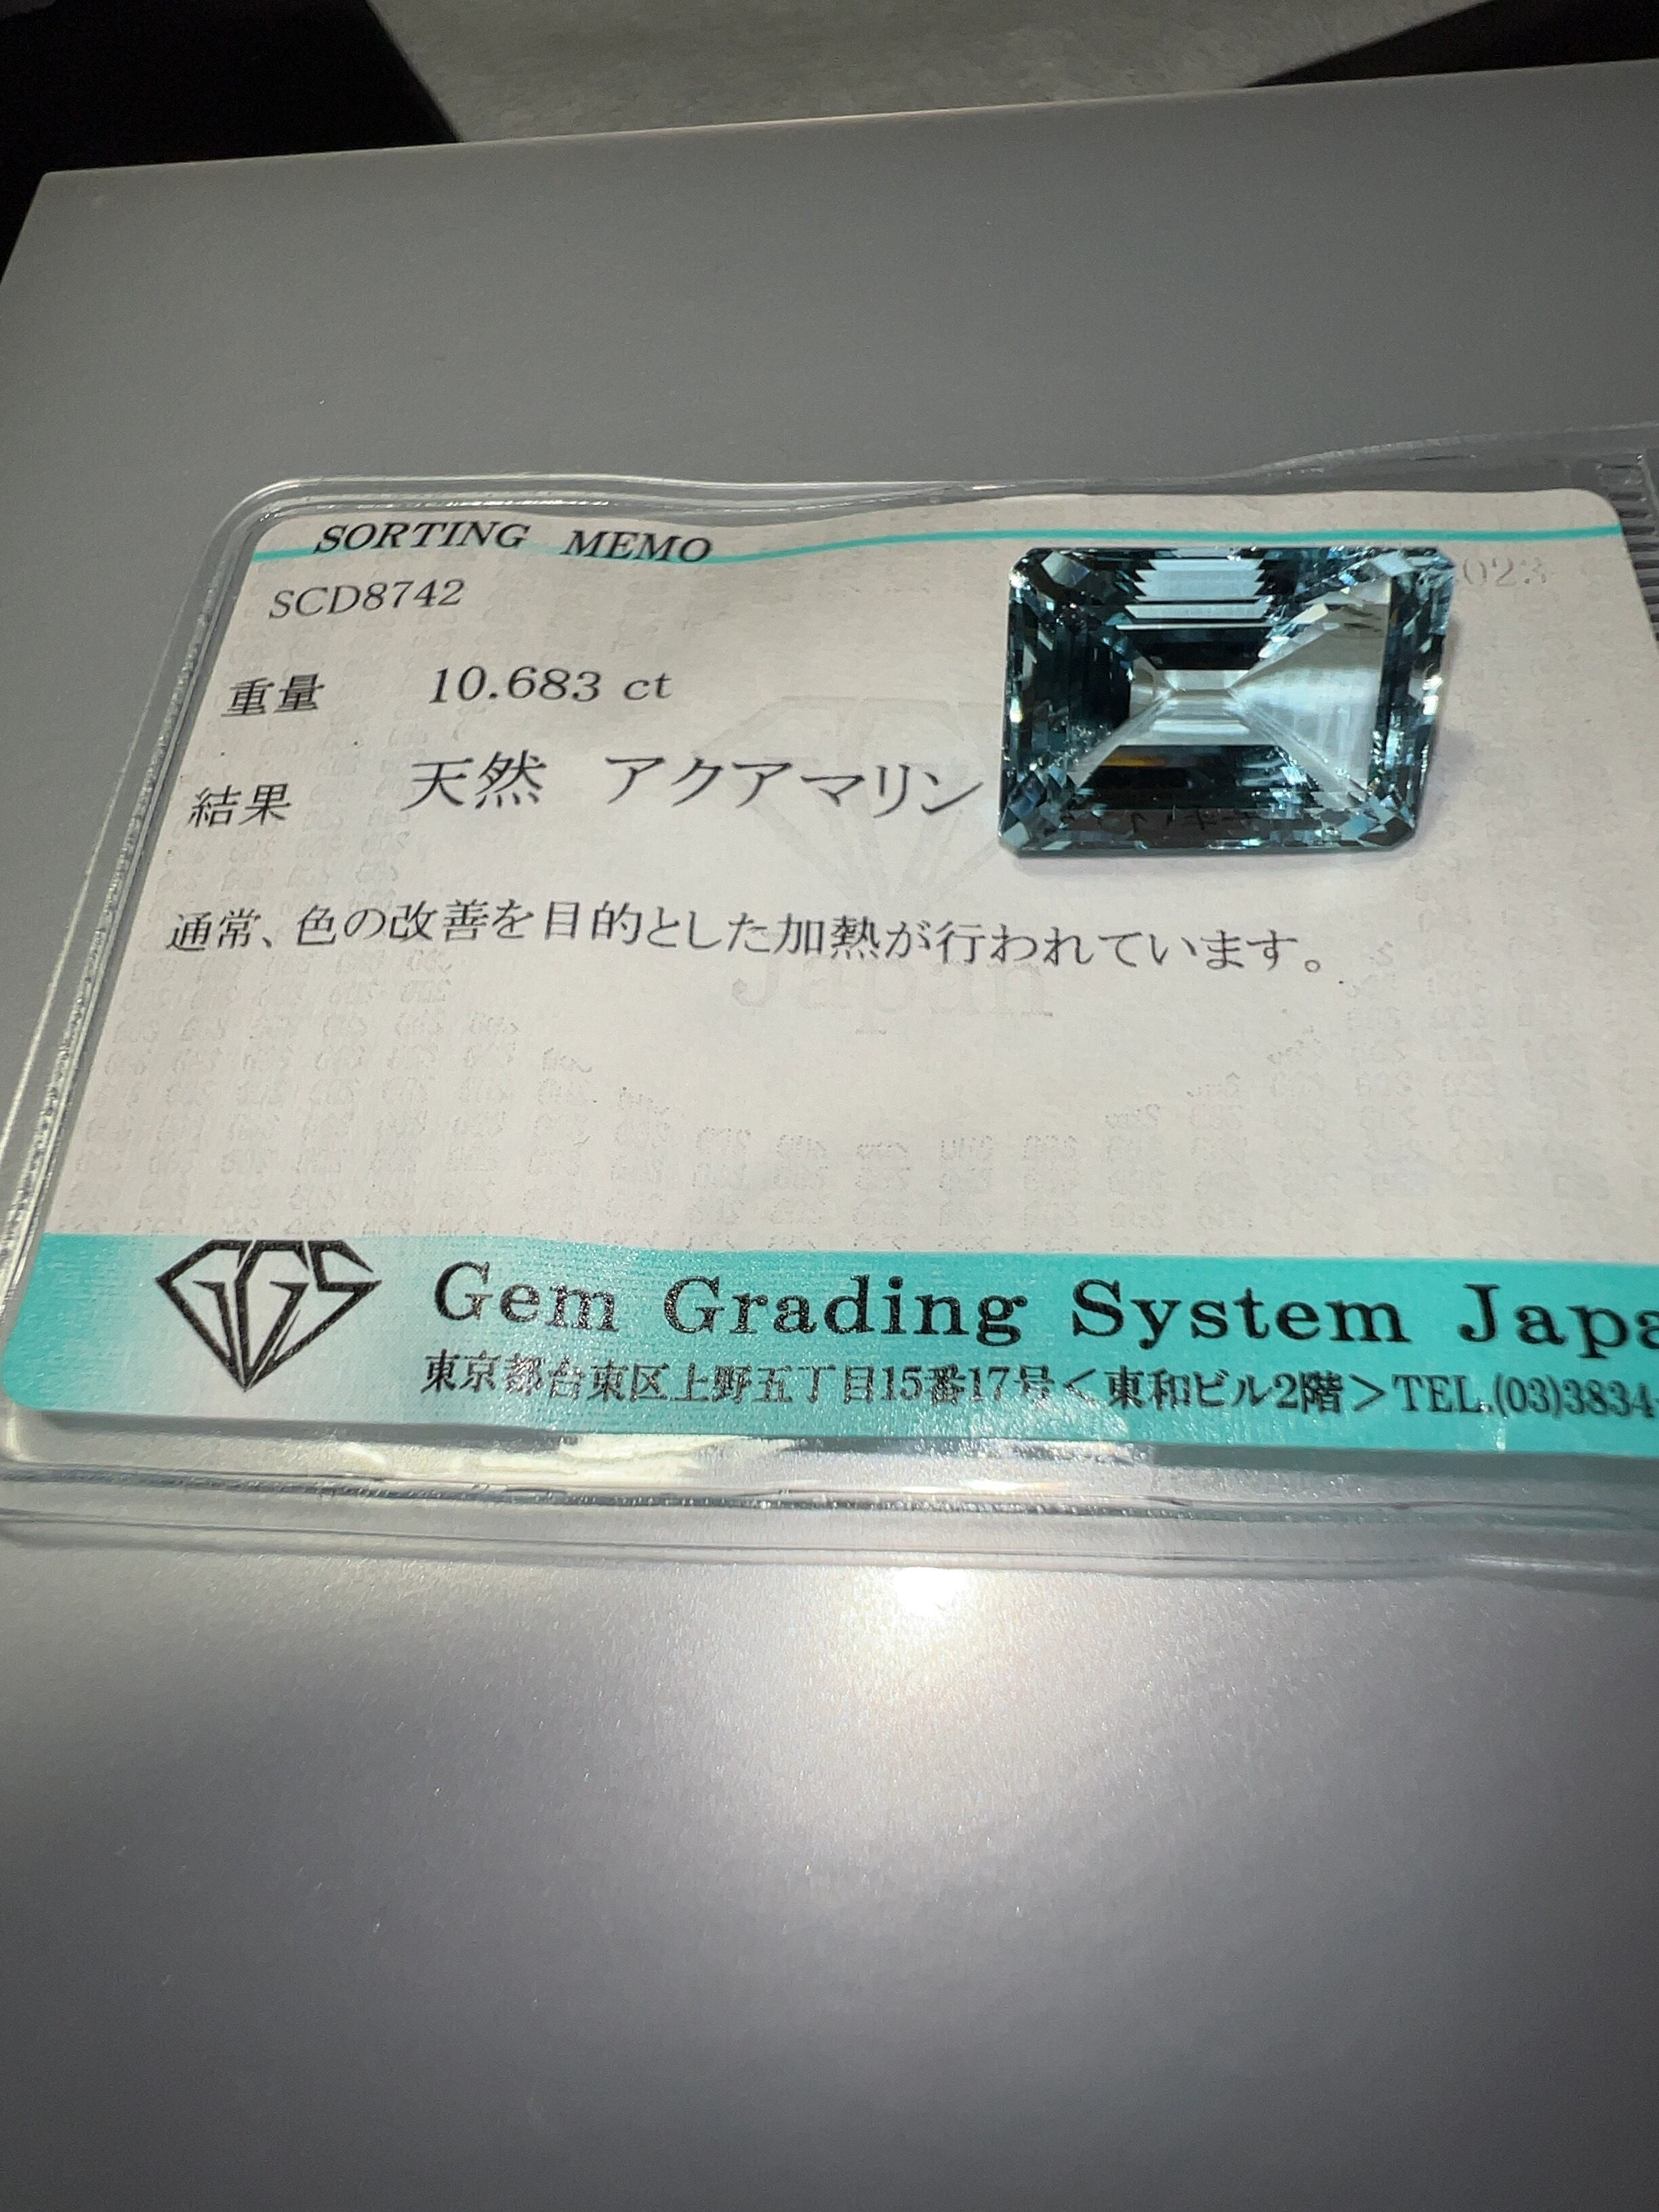 SORTING MEMO
SCD8742
重量 10.683 ct
結果 天然 アクアマリン
通常、色の改善を目的とした加熱が行われています。
Japan
GGS
Gem Grading System Japa
東京都台東区上野五丁目15番17号＜東和ビル2階＞TEL.(03)3834-